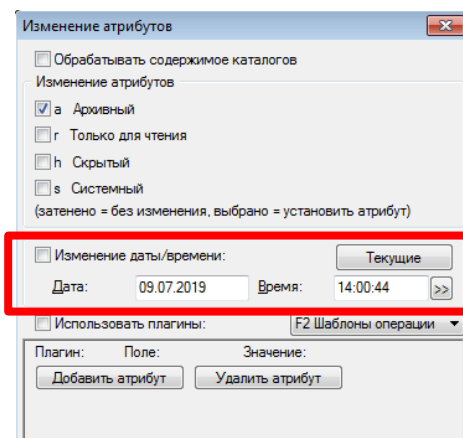 Изменение атрибутов
Обрабатывать содержимое каталогов
Изменение атрибутов
a Архивный
r Только для чтения
h Скрытый
s Системный
(затенено = без изменения, выбрано = установить атрибут)
Изменение даты/времени: Текущие
Дата: 09.07.2019 Время: 14:00:44 >>
Использовать плагины: F2 Шаблоны операции
Плагин: Поле: Значение:
Добавить атрибут Удалить атрибут